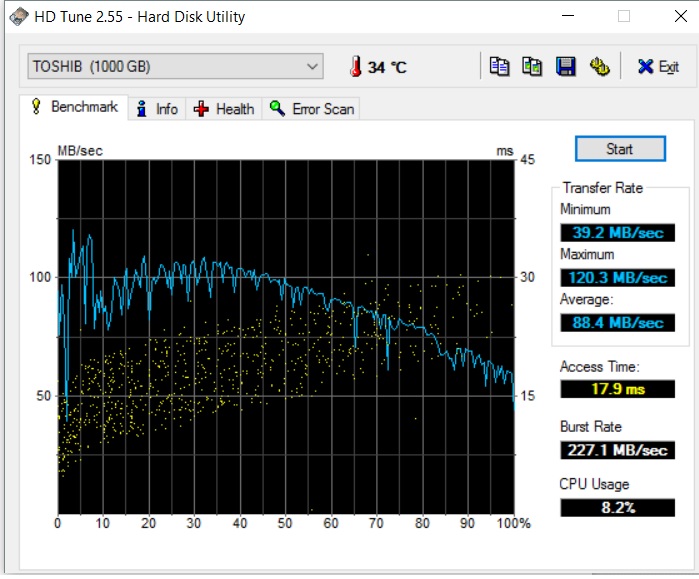 HD Tune 2.55 - Hard Disk Utility
TOSHIB (1000 GB)
34 °C
Exit
Benchmark Info Health Error Scan
MB/sec ms
150 45
100 30
50 15
0 10 20 30 40 50 60 70 80 90 100%
Start
Transfer Rate
Minimum
39.2 MB/sec
Maximum
120.3 MB/sec
Average:
88.4 MB/sec
Access Time:
17.9 ms
Burst Rate
227.1 MB/sec
CPU Usage
8.2%